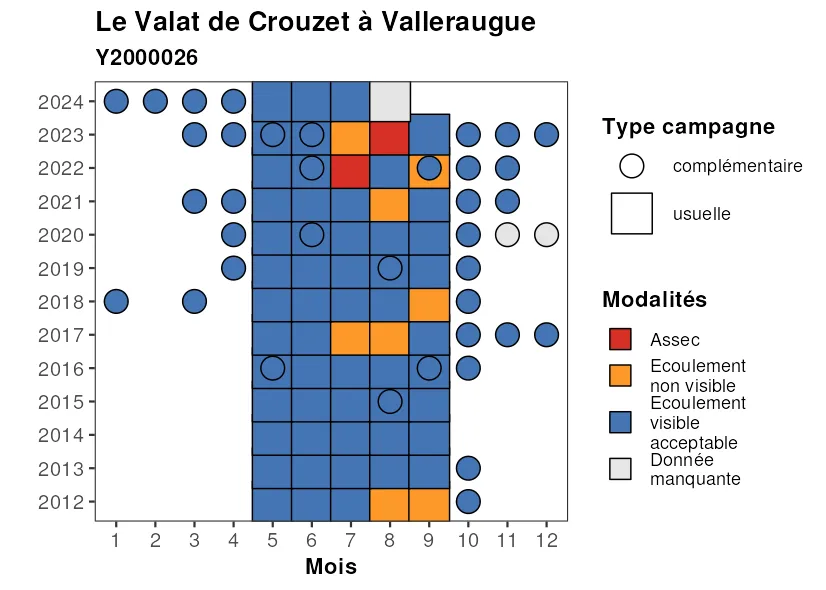 Le Valat de Crouzet à Valleraugue
Y2000026
2024
2023
2022
2021
2020
2019
2018
2017
2016
2015
2014
2013
2012
1 2 3 4 5 6 7 8 9 10 11 12
Mois
Type campagne
complémentaire
usuelle
Modalités
Assec
Ecoulement
non visible
Ecoulement
visible
acceptable
Donnée
manquante